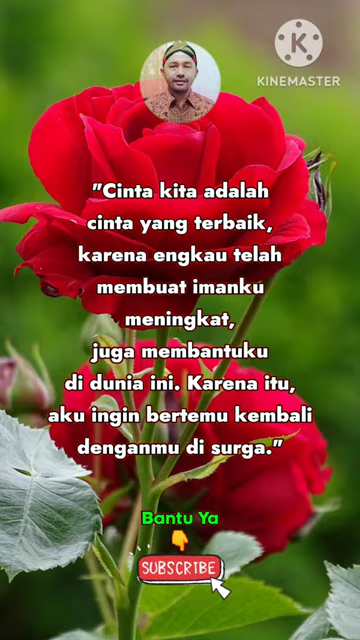 KINEMASTER
"Cinta kita adalah
cinta yang terbaik,
karena engkau telah
membuat imanku
meningkat,
juga membantuku
di dunia ini. Karena itu,
aku ingin bertemu kembali
denganmu di surga."
Bantu Ya
SUBSCRIBE